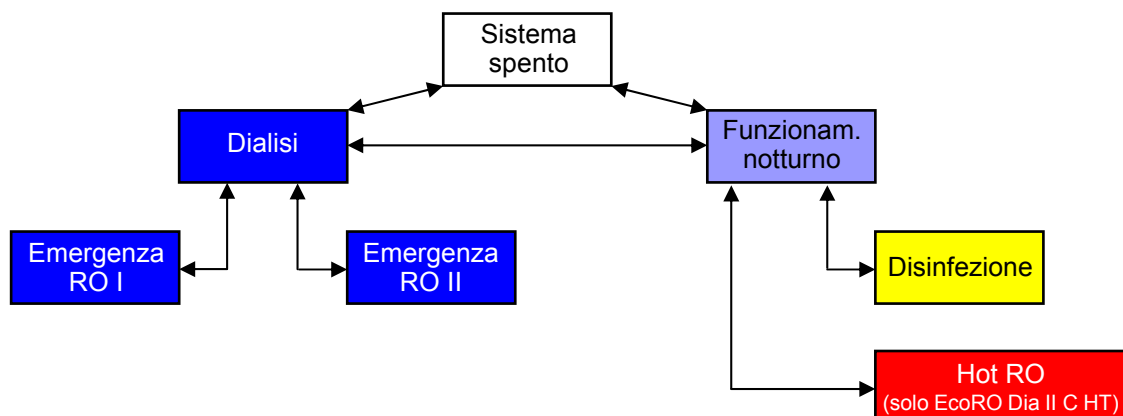 Sistema
spento
Dialisi
Funzionam.
notturno
Emergenza
RO I
Emergenza
RO II
Disinfezione
Hot RO
(solo EcoRO Dia II C HT)